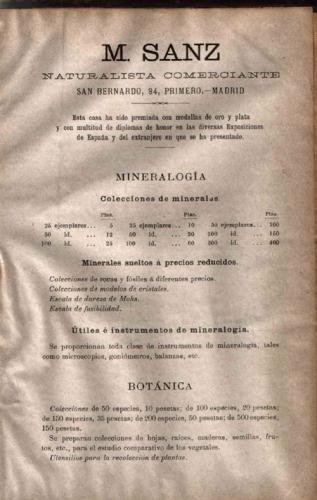 M. SANZ
NATURALISTA COMERCIANTE
SAN BERNARDO, 94, PRIMERO.—MADRID
Esta casa ha sido premiada con medallas de oro y plata
y con multitud de diplomas de honor en las diversas Exposiciones
de España y del extranjero en que se ha presentado.
MINERALOGÍA
Colecciones de minerales.
Ptas. Ptas. Ptas.
25 ejemplares... 5 25 ejemplares... 10 50 ejemplares... 100
50 id. ... 12 50 id. ... 20 100 id. ... 150
100 id. ... 25 100 id. ... 60 300 id. ... 400
Minerales sueltos á precios reducidos.
Colecciones de rocas y fósiles á diferentes precios.
Colecciones de modelos de cristales.
Escala de dureza de Mohs.
Escala de fusibilidad.
Útiles é instrumentos de mineralogía.
Se proporcionan toda clase de instrumentos de mineralogía, tales
como microscopios, goniómetros, balanzas, etc.
BOTÁNICA
Colecciones de 50 especies, 10 pesetas; de 100 especies, 20 pesetas;
de 150 especies, 35 pesetas; de 200 especies, 50 pesetas; de 500 especies,
150 pesetas.
Se preparan colecciones de hojas, raíces, maderas, semillas, fru-
tos, etc., para el estudio comparativo de los vegetales.
Utensilios para la recolección de plantas.